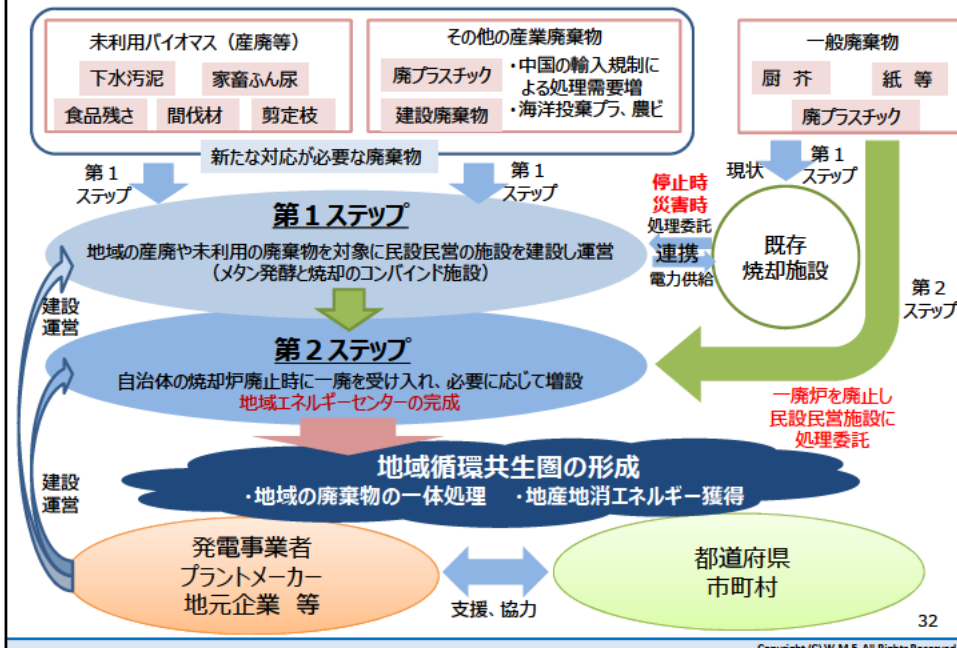 未利用バイオマス（産廃等）
下水汚泥
家畜ふん尿
食品残さ
間伐材
剪定枝
その他の産業廃棄物
廃プラスチック
建設廃棄物
・中国の輸入規制に
よる処理需要増
・海洋投棄プラ、農ビ
一般廃棄物
厨 芥
紙 等
廃プラスチック
新たな対応が必要な廃棄物
第１
ステップ
第１
ステップ
現状
第１
ステップ
第１ステップ
地域の産廃や未利用の廃棄物を対象に民設民営の施設を建設し運営
（メタン発酵と焼却のコンバインド施設）
停止時
災害時
処理委託
連携
電力供給
既存
焼却施設
第２
ステップ
建設
運営
第２ステップ
自治体の焼却炉廃止時に一廃を受け入れ、必要に応じて増設
地域エネルギーセンターの完成
一廃炉を廃止し
民設民営施設に
処理委託
地域循環共生圏の形成
・地域の廃棄物の一体処理　・地産地消エネルギー獲得
建設
運営
発電事業者
プラントメーカー
地元企業 等
支援、協力
都道府県
市町村
32
Copyright (C) W.M.F. All Rights Reserved